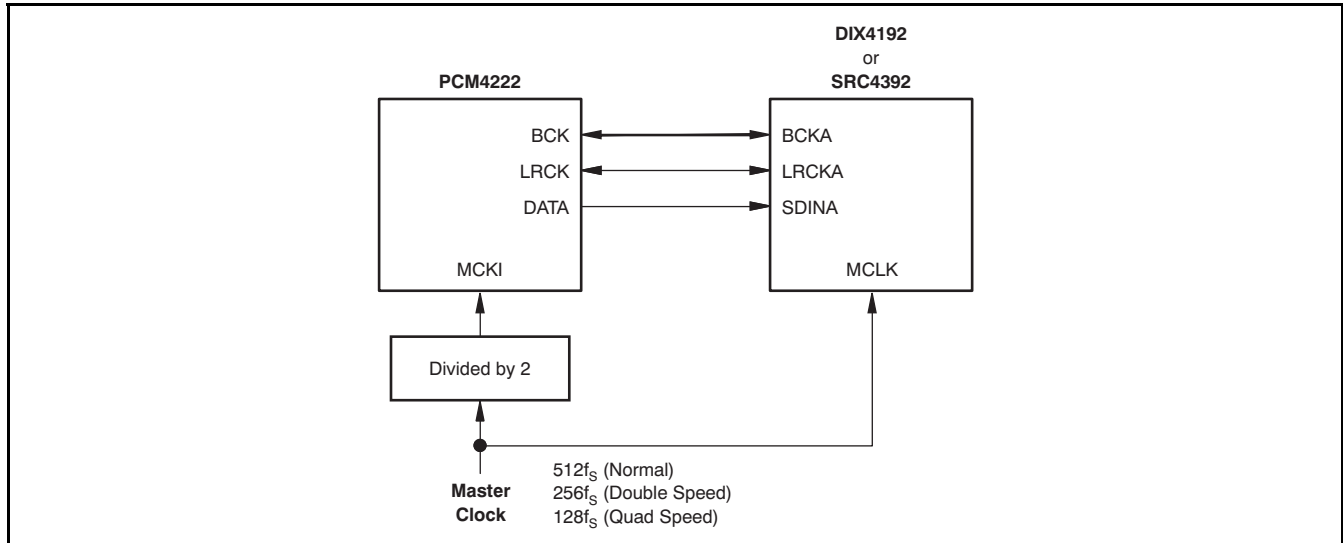 DIX4192
or
SRC4392
PCM4222
BCK
BCKA
LRCK
LRCKA
DATA
SDINA
MCKI
MCLK
Divided by 2
Master
Clock
512fS (Normal)
256fS (Double Speed)
128fS (Quad Speed)